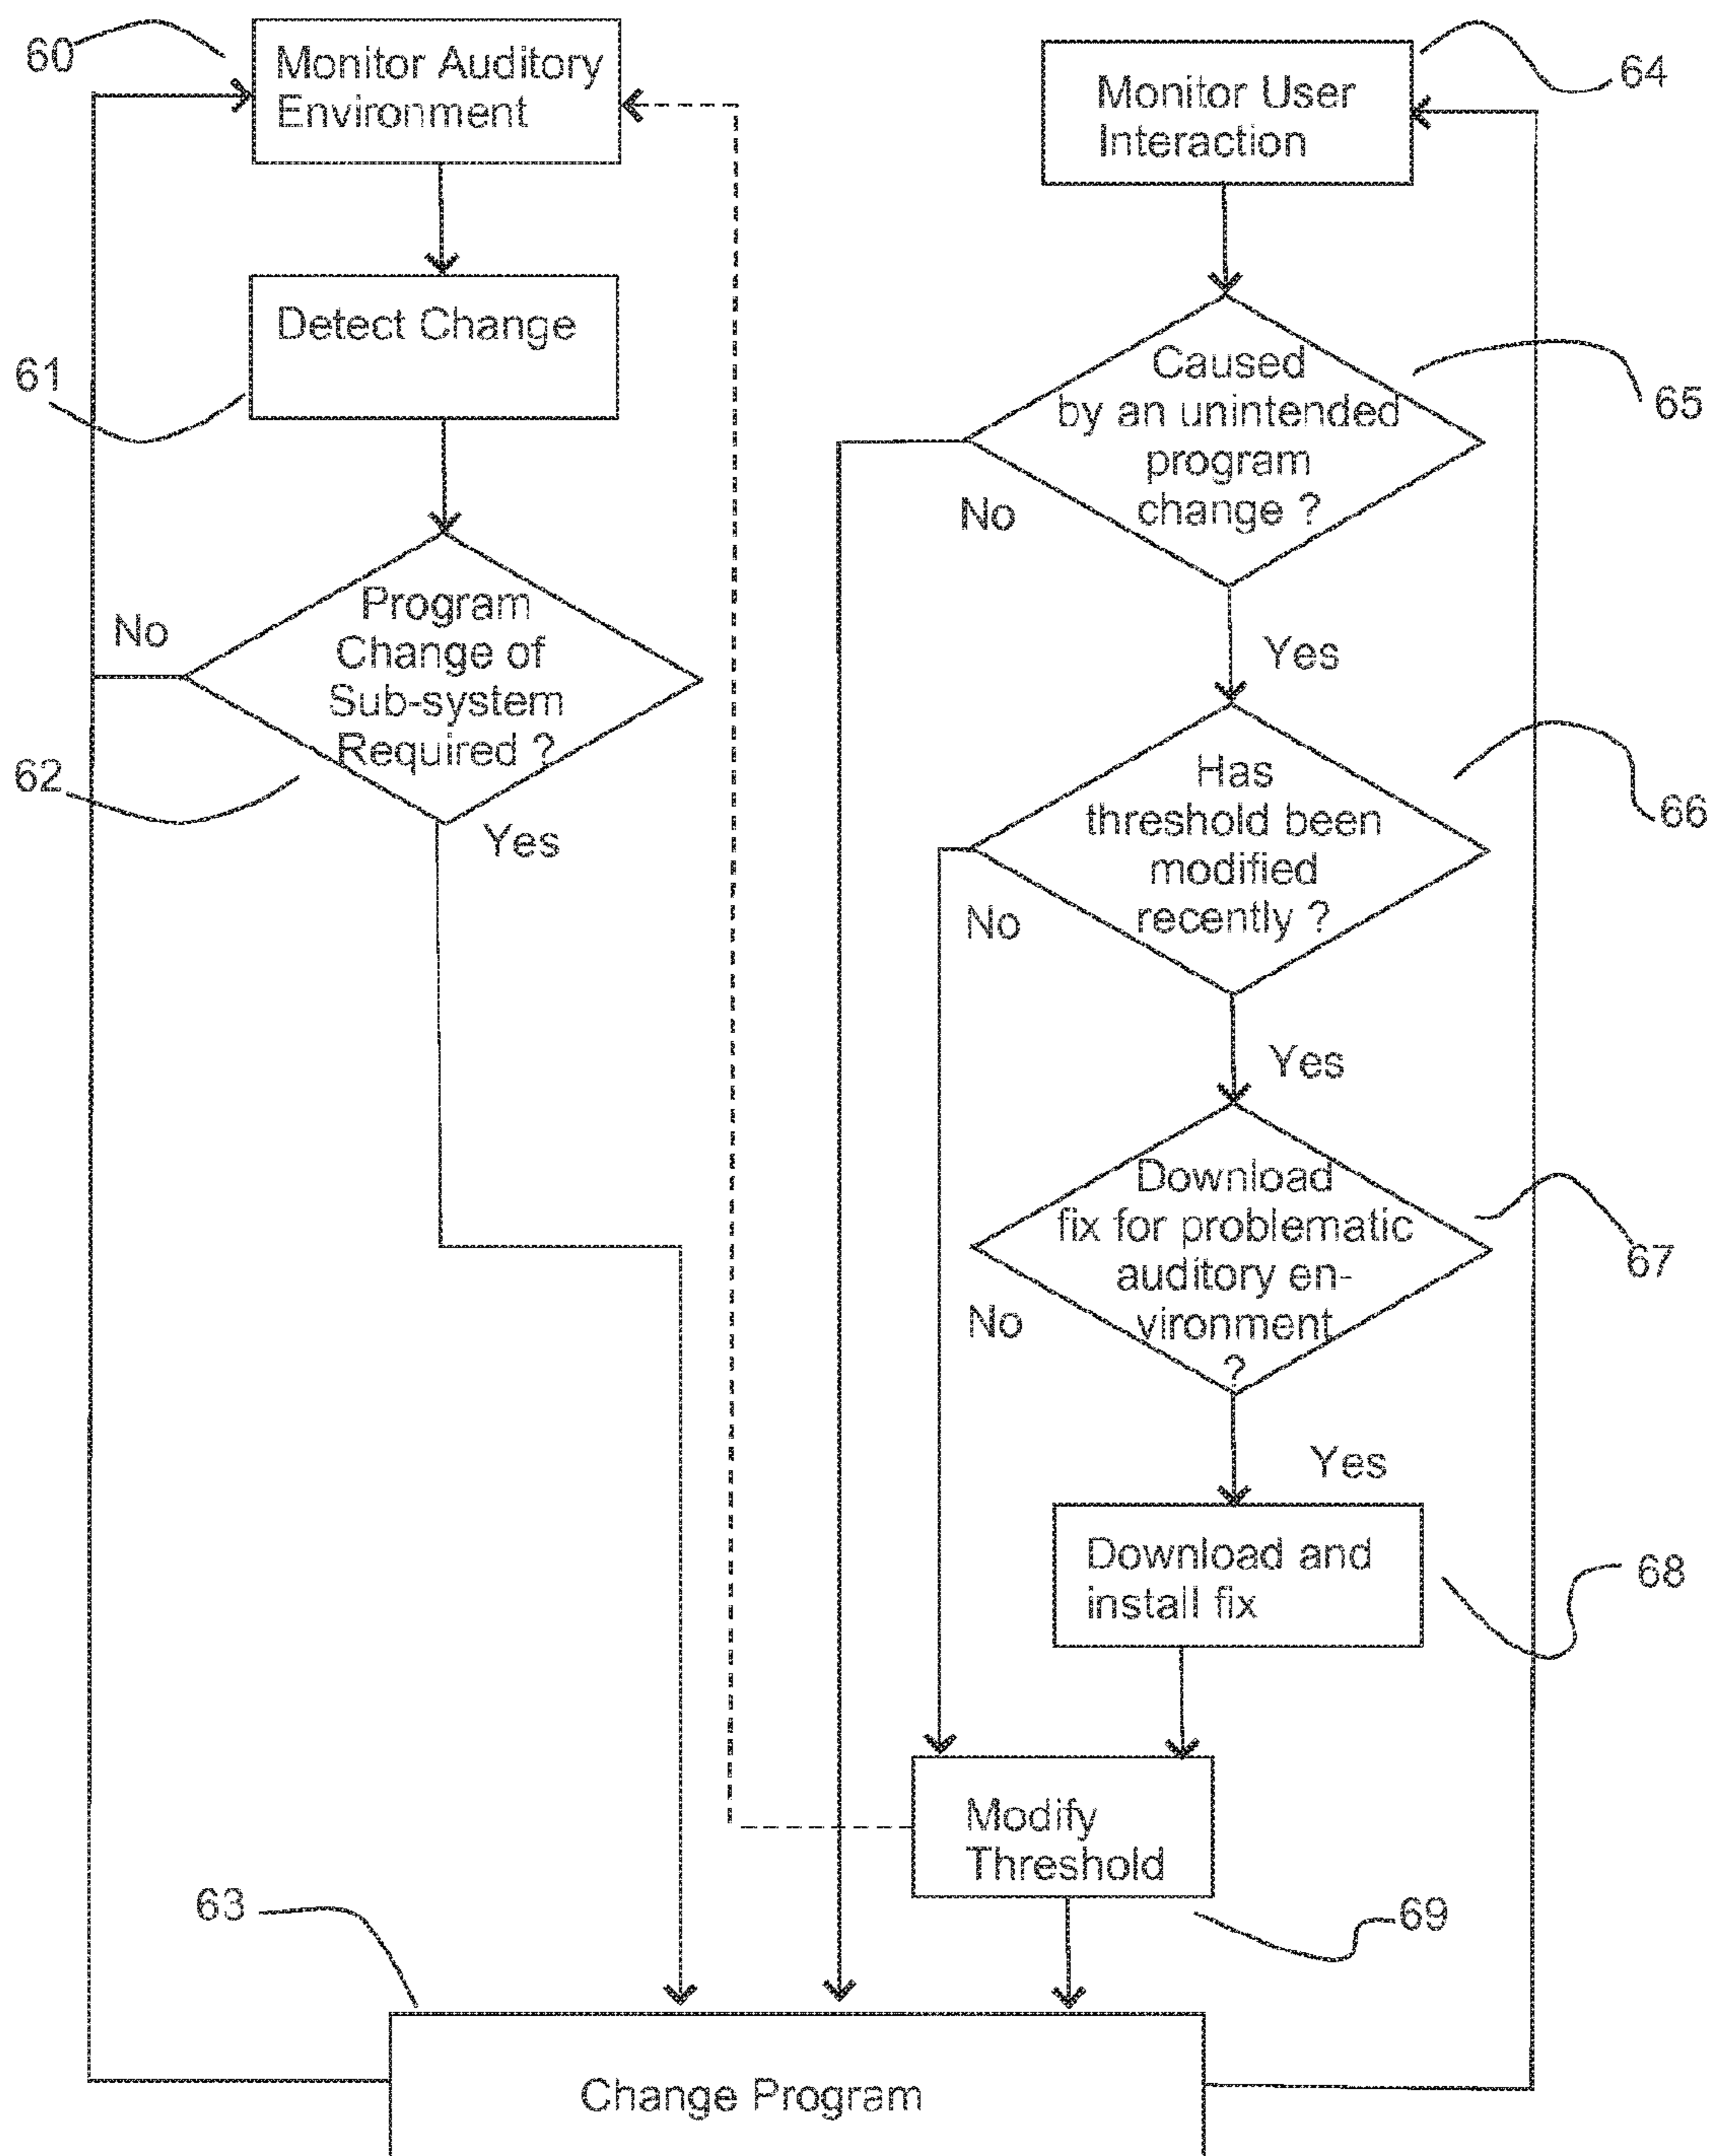 60
Monitor Auditory
Environment
61
Detect Change
No
Program
Change of
Sub-system
Required ?
62
Yes
64
Monitor User
Interaction
65
Caused
by an unintended
program
change ?
No
Yes
66
Has
threshold been
modified
recently ?
No
Yes
67
Download
fix for problematic
auditory en-
vironment
?
No
Yes
68
Download and
install fix
Modify
Threshold
69
63
Change Program